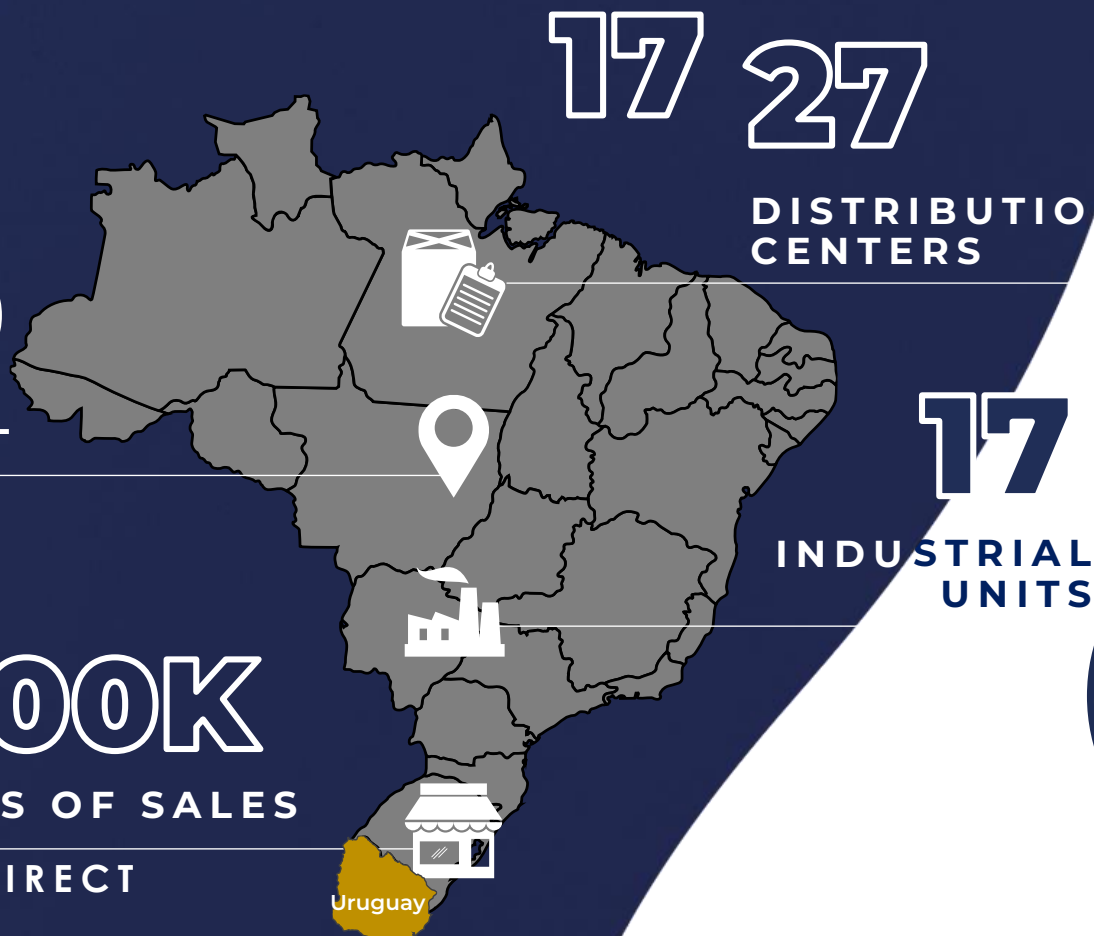 17
27
DISTRIBUTIO
CENTERS
17
INDUSTRIAL
UNITS
00K
S OF SALES
IRECT
Uruguay